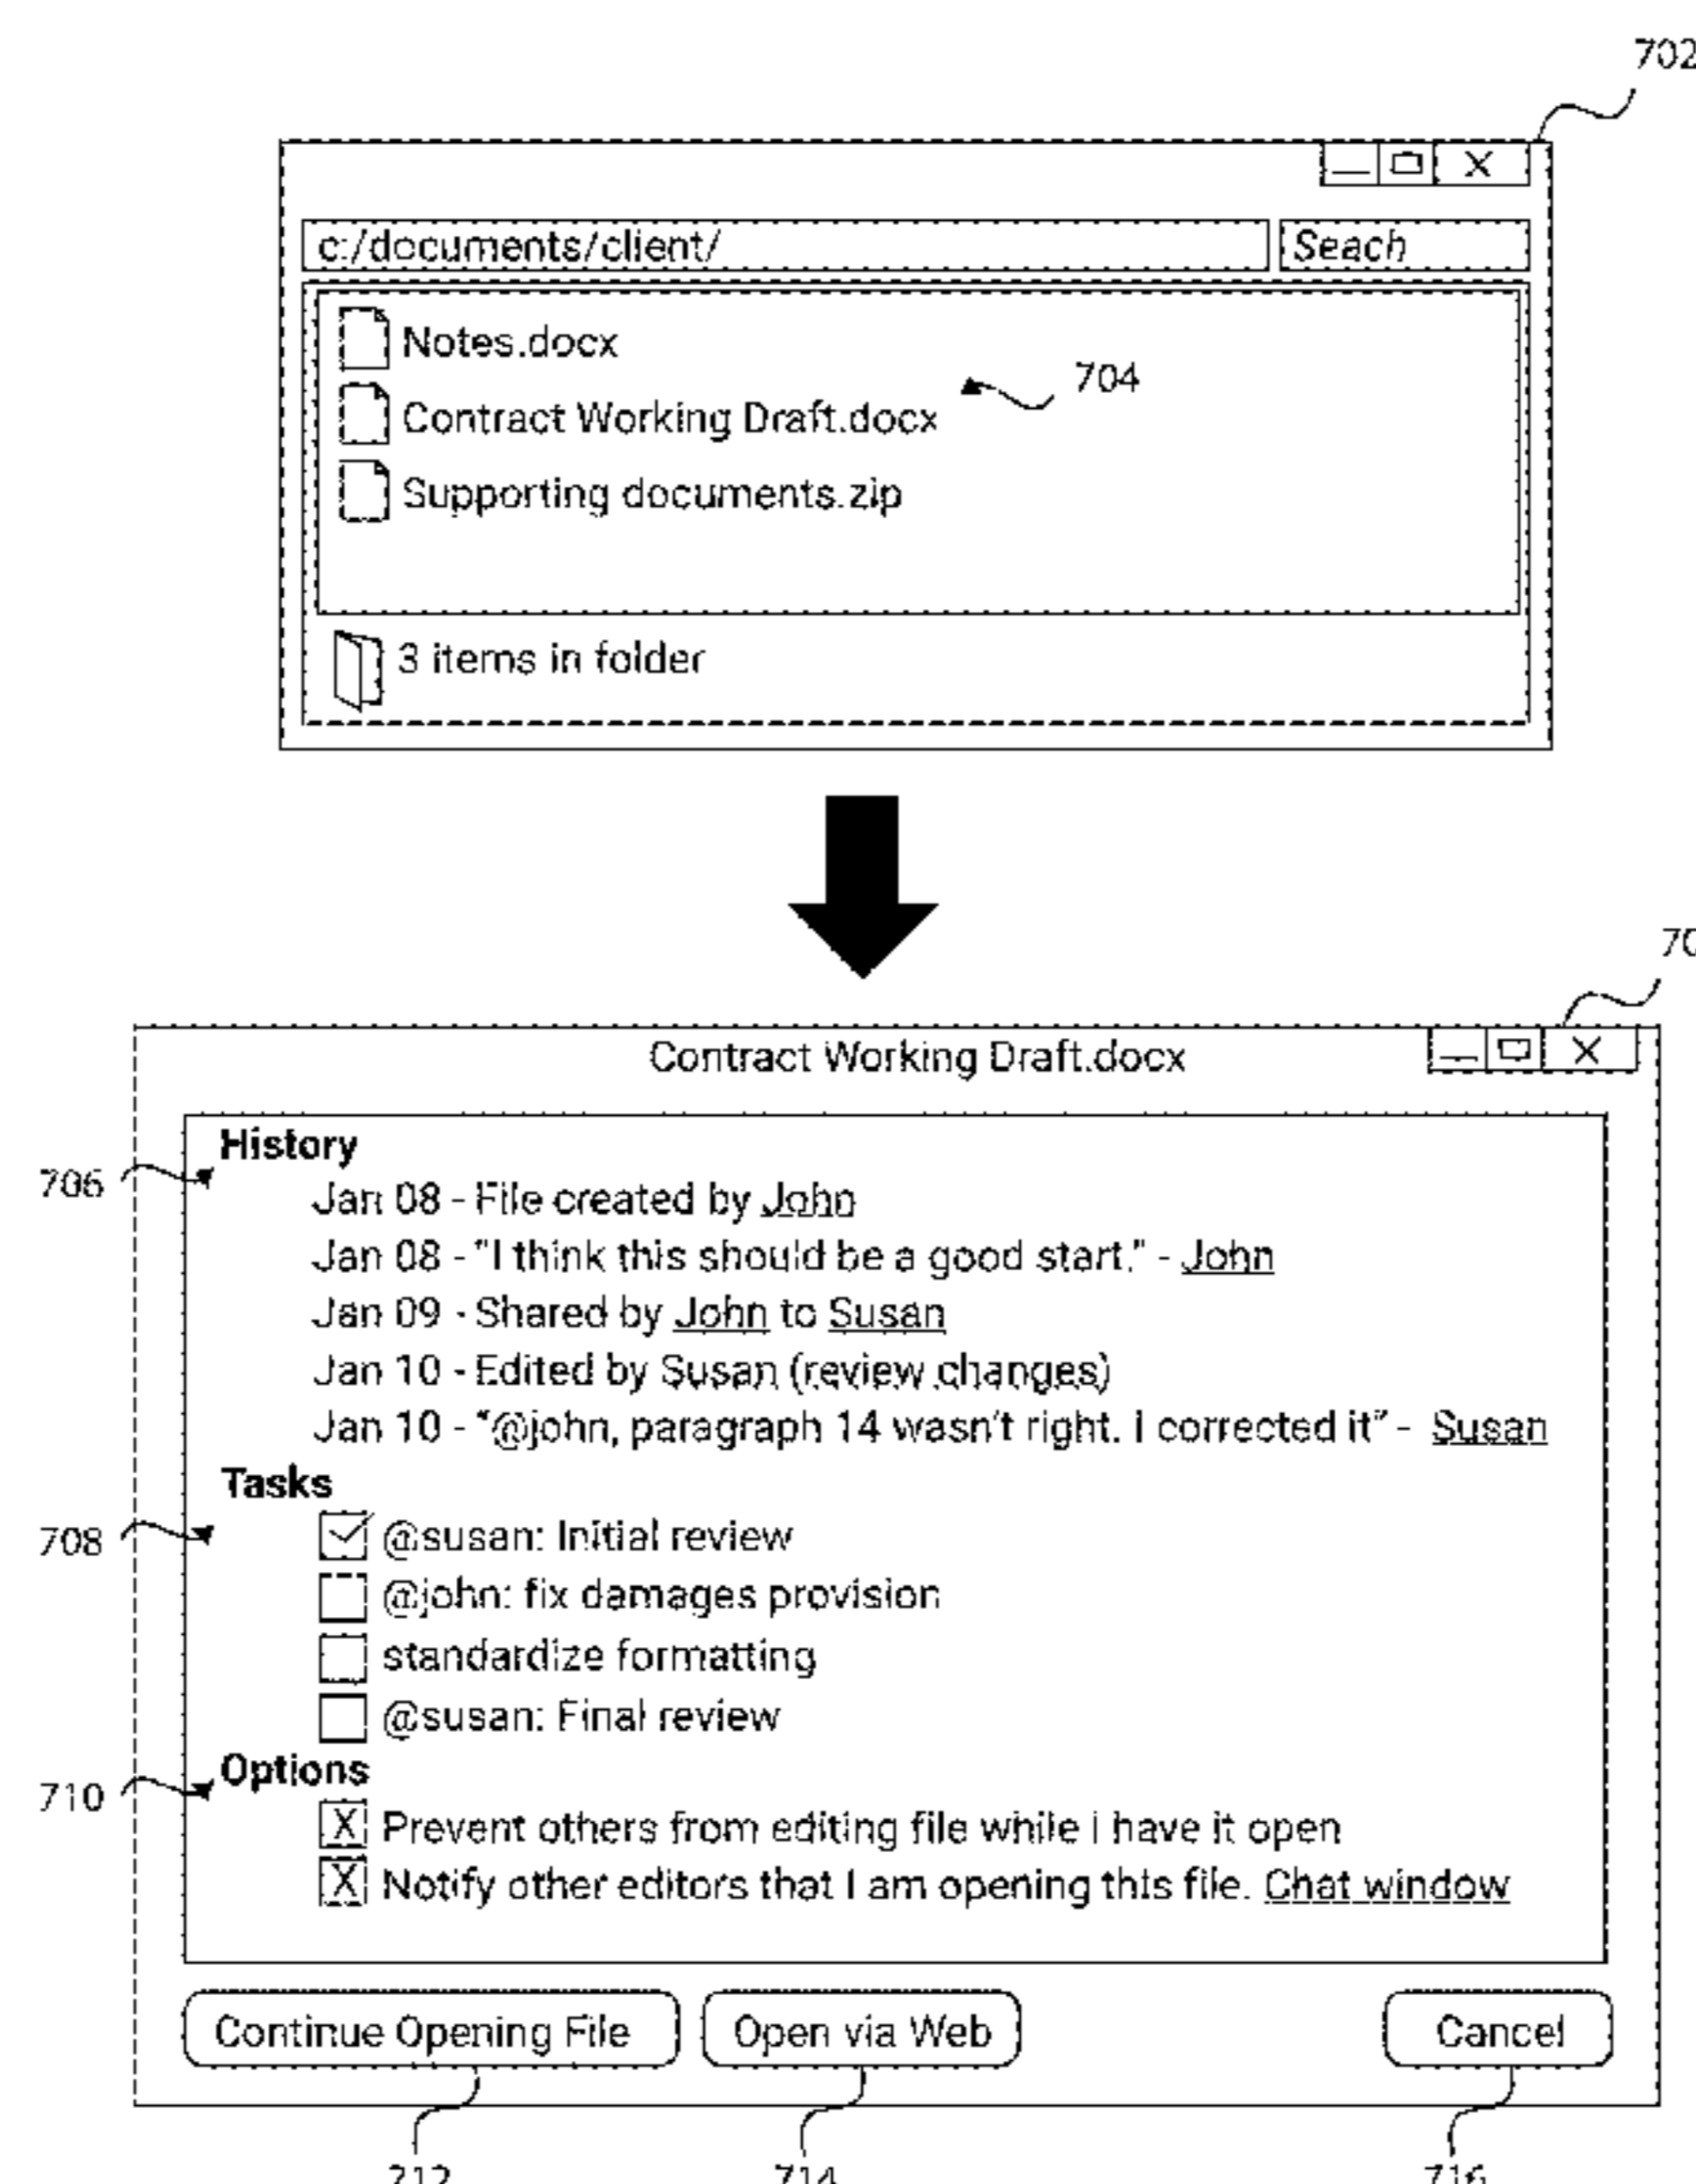 702
X
c:/documents/client/ Seach
Notes.docx
704
Contract Working Draft.docx
Supporting documents.zip
3 items in folder
Contract Working Draft.docx X
History
706
Jan 08 - File created by John
Jan 08 - "I think this should be a good start." - John
Jan 09 - Shared by John to Susan
Jan 10 - Edited by Susan (review changes)
Jan 10 - "@john, paragraph 14 wasn't right. I corrected it" - Susan
Tasks
708
@susan: Initial review
@john: fix damages provision
standardize formatting
@susan: Final review
Options
710
X Prevent others from editing file while I have it open
X Notify other editors that I am opening this file. Chat window
Continue Opening File Open via Web Cancel
712 714 716